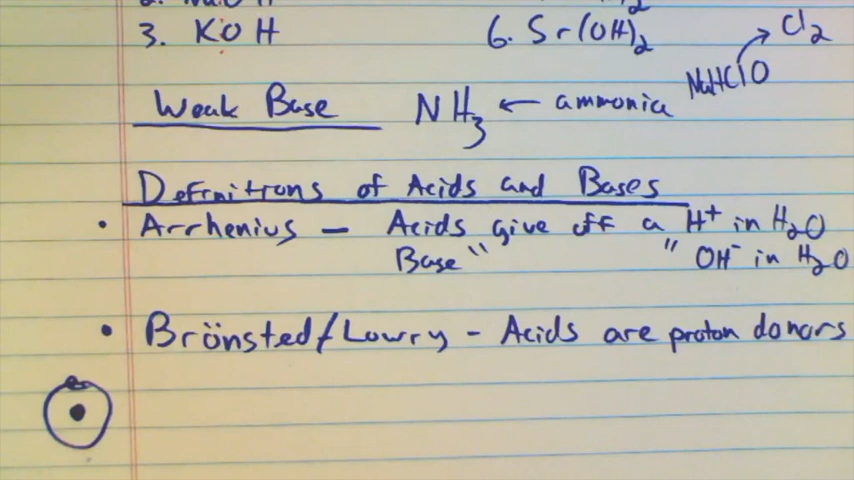 3. KOH 6. Sr(OH)2 Cl2
NaHClO
Weak Base NH3 ← ammonia
Definitions of Acids and Bases
• Arrhenius – Acids give off a H+ in H2O
Base " " OH- in H2O
• Brönsted/Lowry - Acids are proton donors